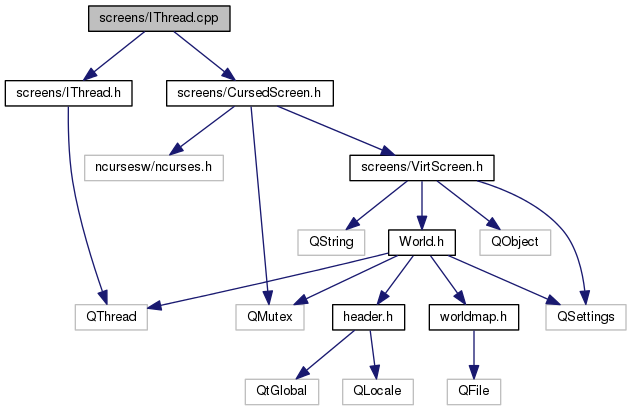 screens/IThread.cpp
screens/IThread.h
screens/CursedScreen.h
ncursesw/ncurses.h
screens/VirtScreen.h
QString
World.h
QObject
QThread
QMutex
header.h
worldmap.h
QSettings
QtGlobal
QLocale
QFile